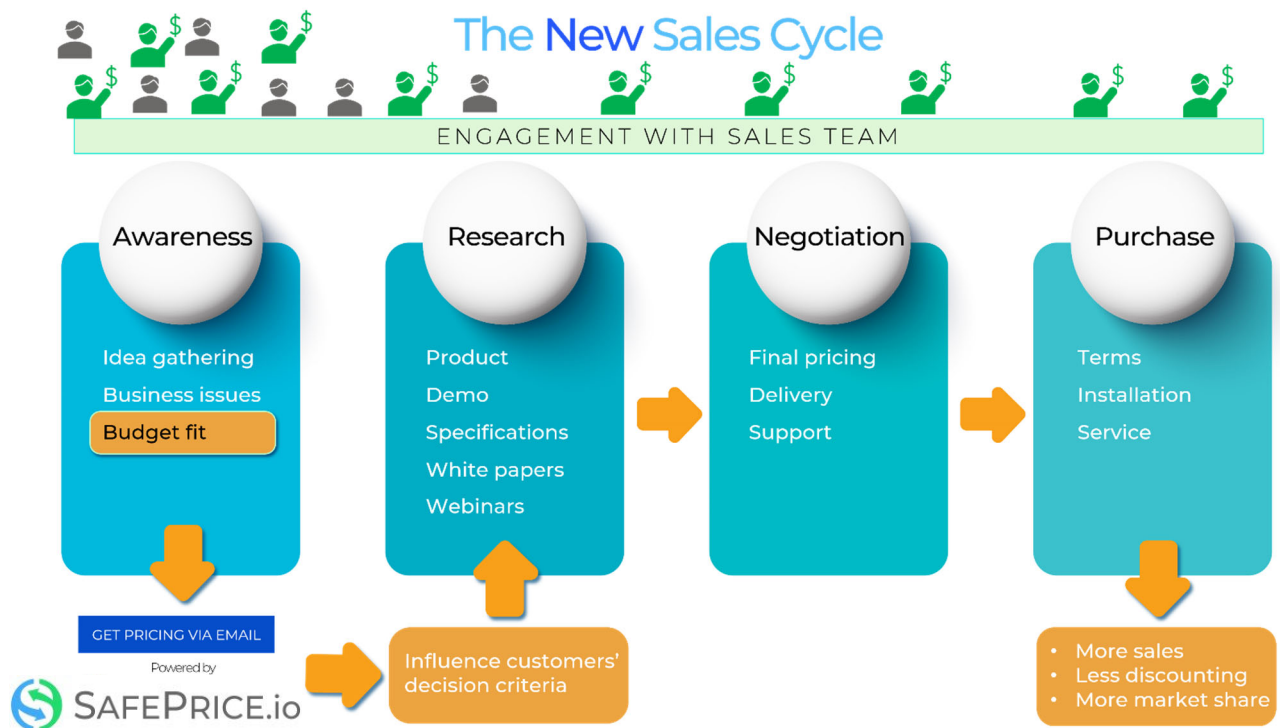 The New Sales Cycle
$ $
$ $ $ $ $ $ $ $
ENGAGEMENT WITH SALES TEAM
Awareness
Idea gathering
Business issues
Budget fit
GET PRICING VIA EMAIL
Powered by
SAFEPRICE.io
Influence customers’
decision criteria
Research
Product
Demo
Specifications
White papers
Webinars
Negotiation
Final pricing
Delivery
Support
Purchase
Terms
Installation
Service
• More sales
• Less discounting
• More market share